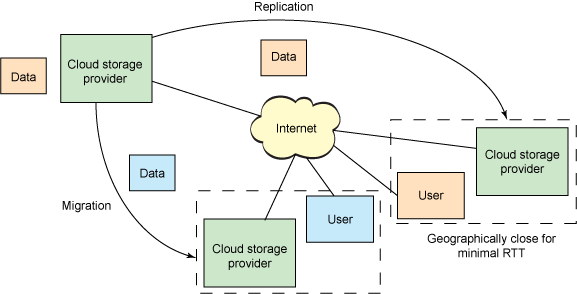 Replication
Data
Cloud storage
provider
Data
Internet
Cloud storage
provider
Data
User
Migration
User
Cloud storage
provider
Geographically close for
minimal RTT